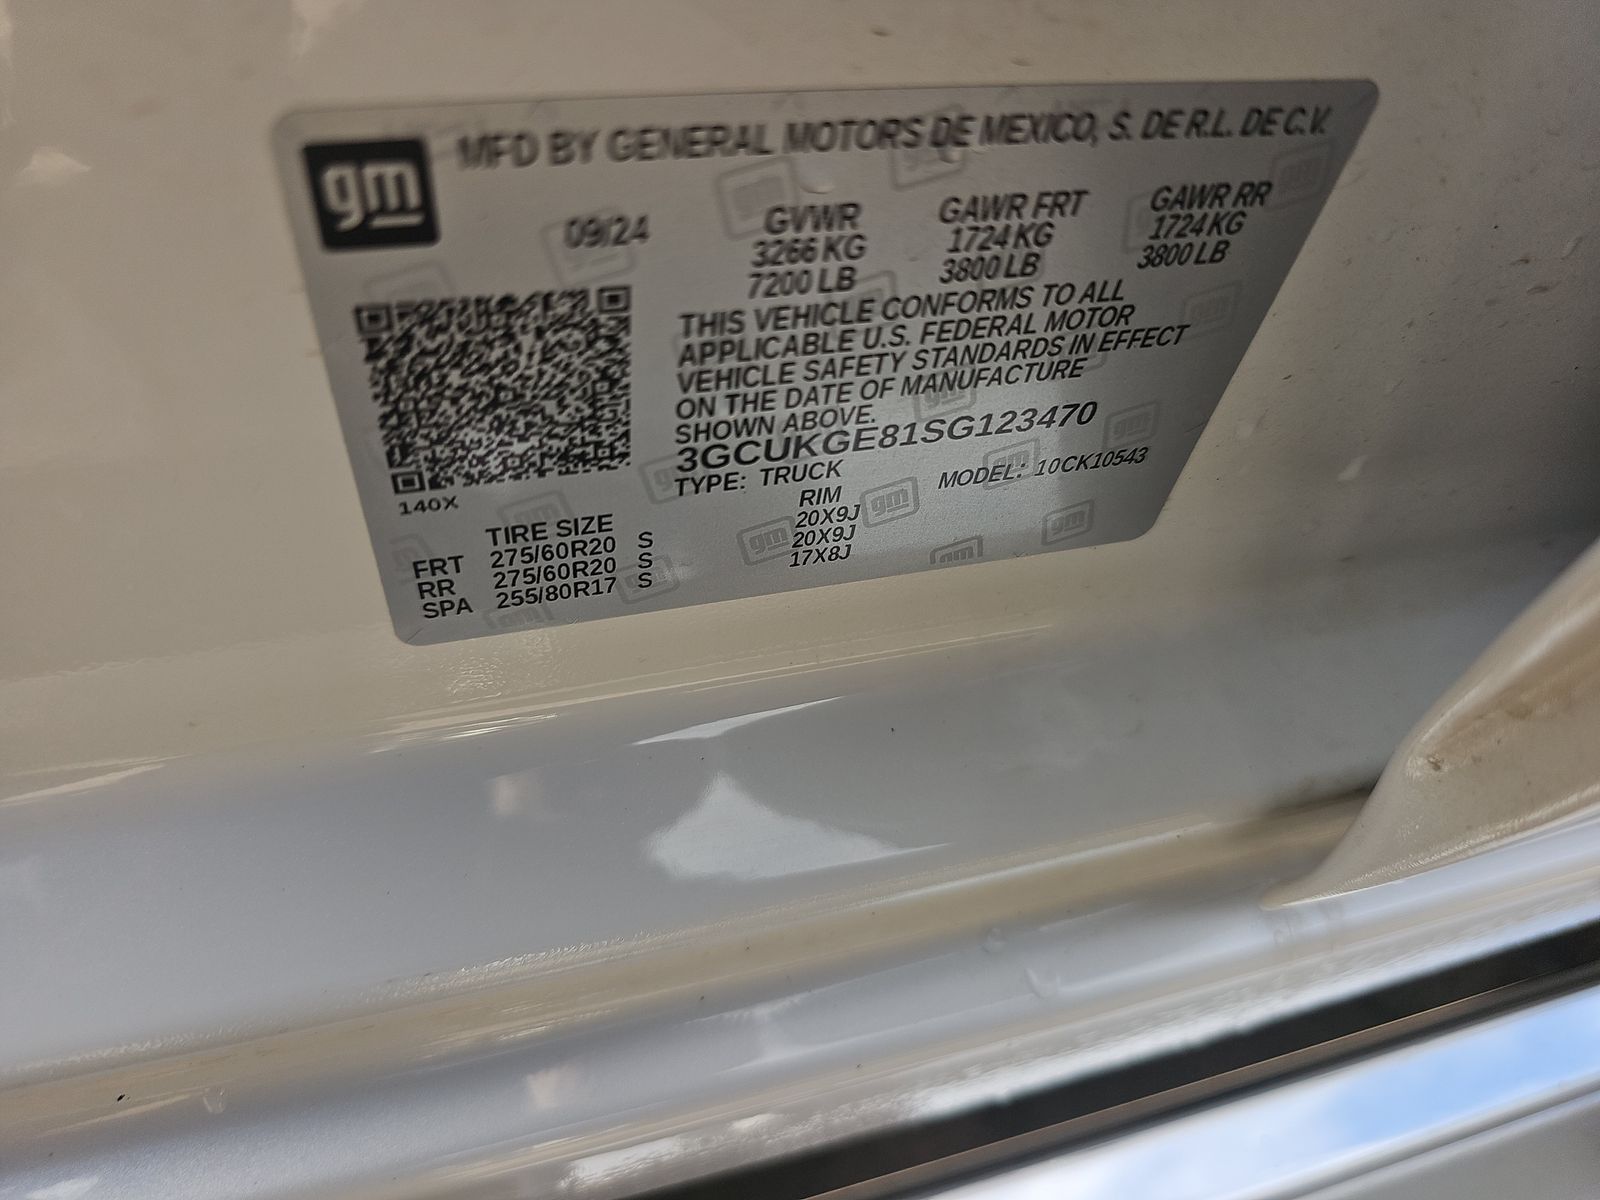 gm
MFD BY GENERAL MOTORS DE MEXICO, S. DE R.L. DE C.V.
09/24
GVWR GAWR FRT GAWR RR
3266 KG 1724 KG 1724 KG
7200 LB 3800 LB 3800 LB
THIS VEHICLE CONFORMS TO ALL
APPLICABLE U.S. FEDERAL MOTOR
VEHICLE SAFETY STANDARDS IN EFFECT
ON THE DATE OF MANUFACTURE
SHOWN ABOVE.
3GCUKGE81SG123470
TYPE: TRUCK MODEL: 10CK10543
140X
TIRE SIZE RIM
FRT 275/60R20 S 20X9J
RR 275/60R20 S 20X9J
SPA 255/80R17 S 17X8J